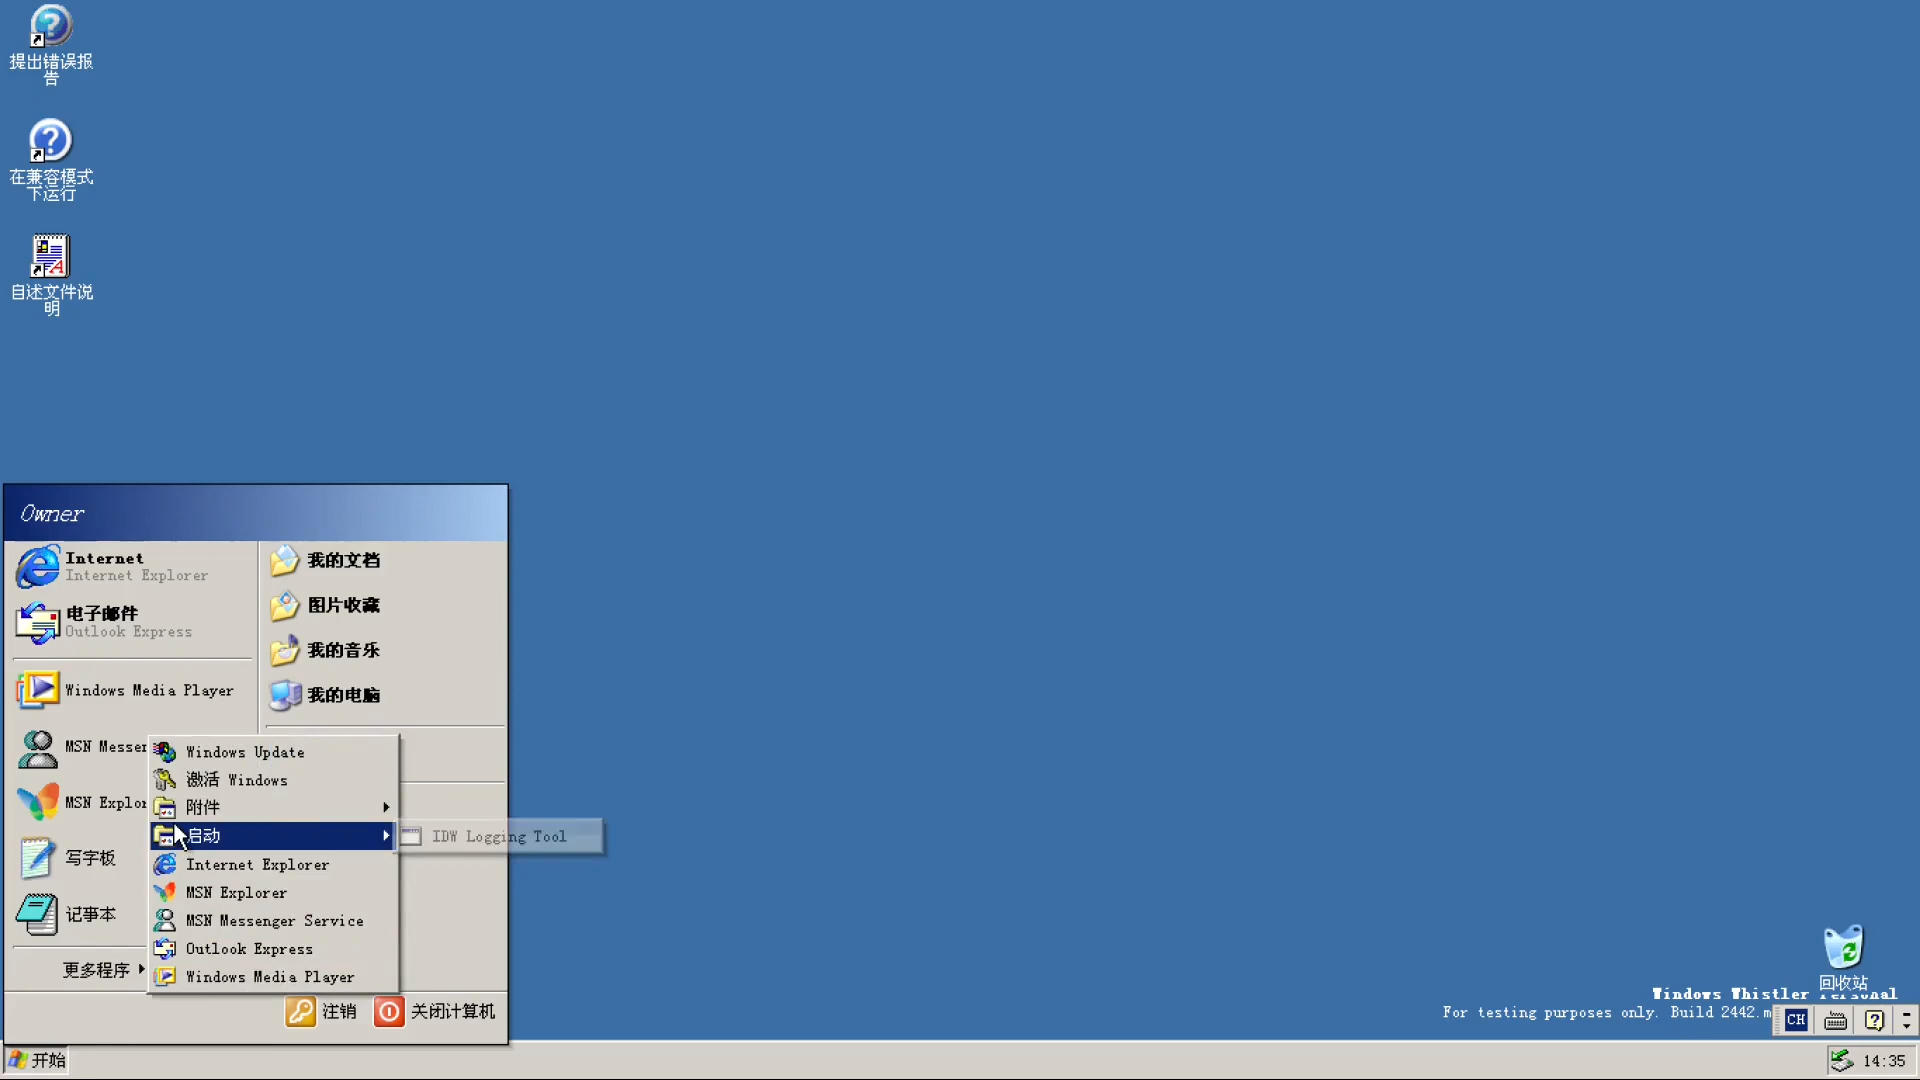 提出错误报
告
在兼容模式
下运行
自述文件说
明
Owner
Internet
Internet Explorer
电子邮件
Outlook Express
Windows Media Player
MSN Messen
MSN Explor
写字板
记事本
更多程序
我的文档
图片收藏
我的音乐
我的电脑
Windows Update
激活 Windows
附件
启动
Internet Explorer
MSN Explorer
MSN Messenger Service
Outlook Express
Windows Media Player
IDW Logging Tool
注销
关闭计算机
回收站
Windows Whistler Personal
For testing purposes only. Build 2442.m
CH
开始
14:35